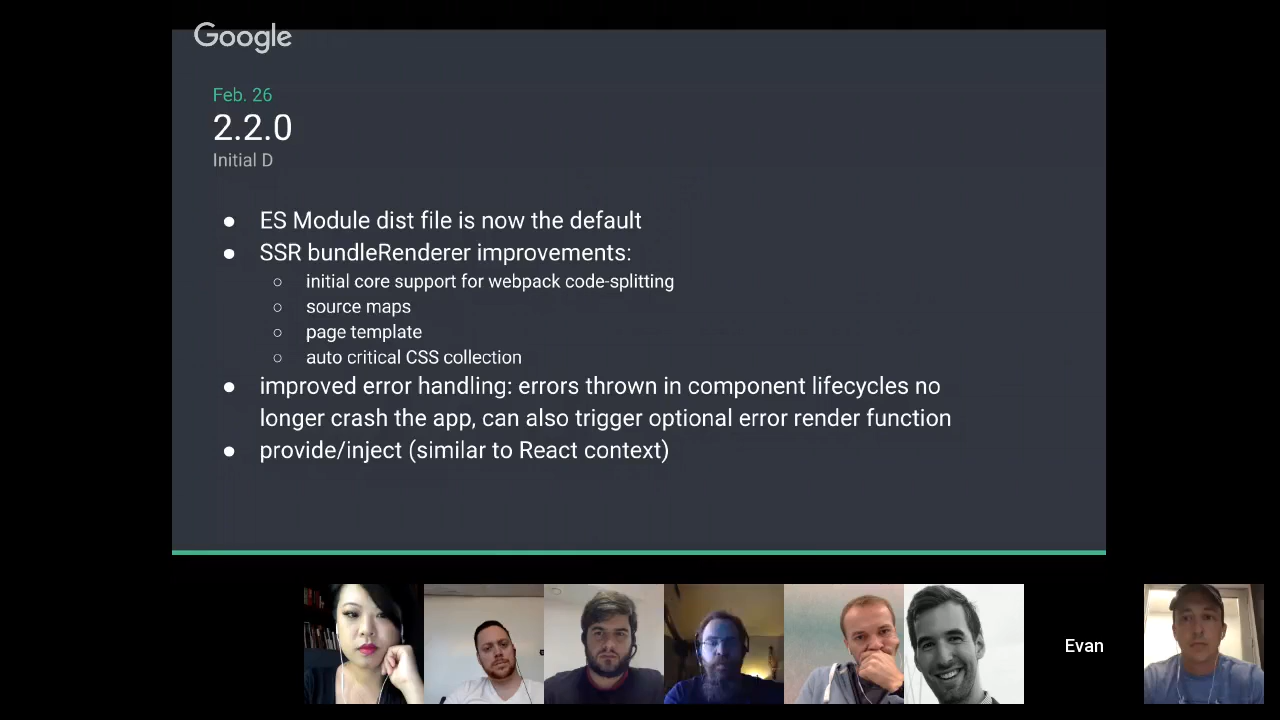 Google
Feb. 26
2.2.0
Initial D
● ES Module dist file is now the default
● SSR bundleRenderer improvements:
○ initial core support for webpack code-splitting
○ source maps
○ page template
○ auto critical CSS collection
● improved error handling: errors thrown in component lifecycles no
longer crash the app, can also trigger optional error render function
● provide/inject (similar to React context)
Evan